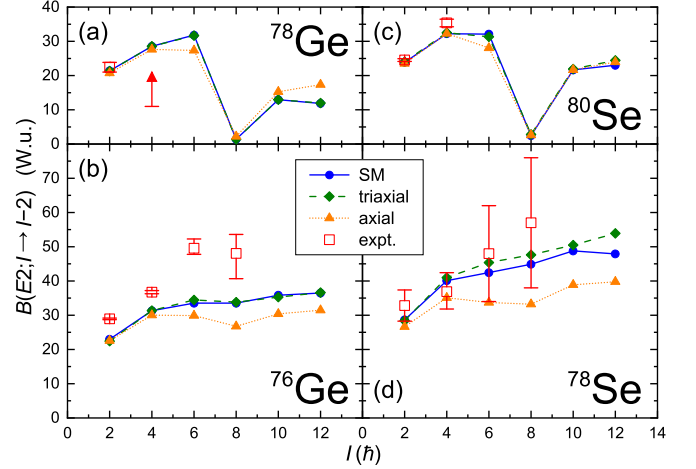 (a) ⁷⁸Ge
(c) ⁸⁰Se
40
30
20
10
0
B(E2;I → I−2) (W.u.)
(b) ⁷⁶Ge
(d) ⁷⁸Se
SM
triaxial
axial
expt.
70
60
50
40
30
20
10
0
0 2 4 6 8 10 12 0 2 4 6 8 10 12 14
I (ħ)